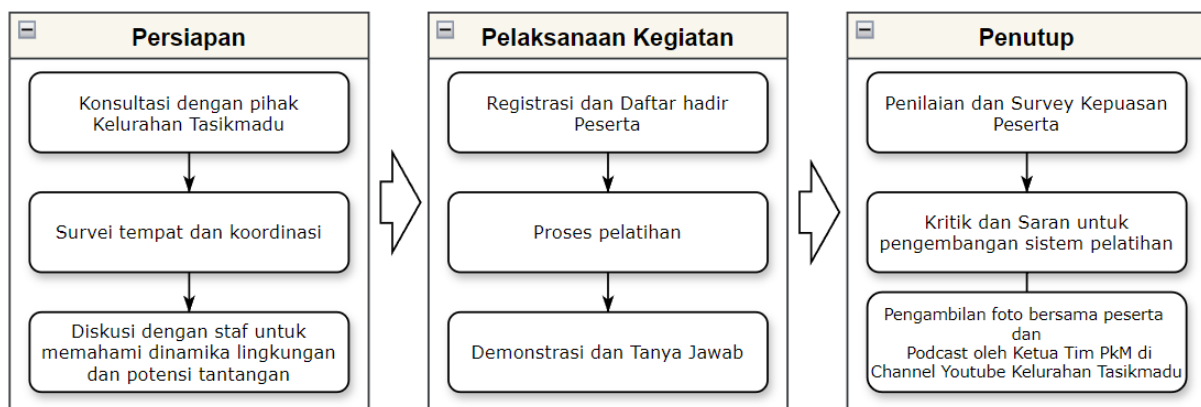 Persiapan
Konsultasi dengan pihak
Kelurahan Tasikmadu
Survei tempat dan koordinasi
Diskusi dengan staf untuk
memahami dinamika lingkungan
dan potensi tantangan
Pelaksanaan Kegiatan
Registrasi dan Daftar hadir
Peserta
Proses pelatihan
Demonstrasi dan Tanya Jawab
Penutup
Penilaian dan Survey Kepuasan
Peserta
Kritik dan Saran untuk
pengembangan sistem pelatihan
Pengambilan foto bersama peserta
dan
Podcast oleh Ketua Tim PkM di
Channel Youtube Kelurahan Tasikmadu